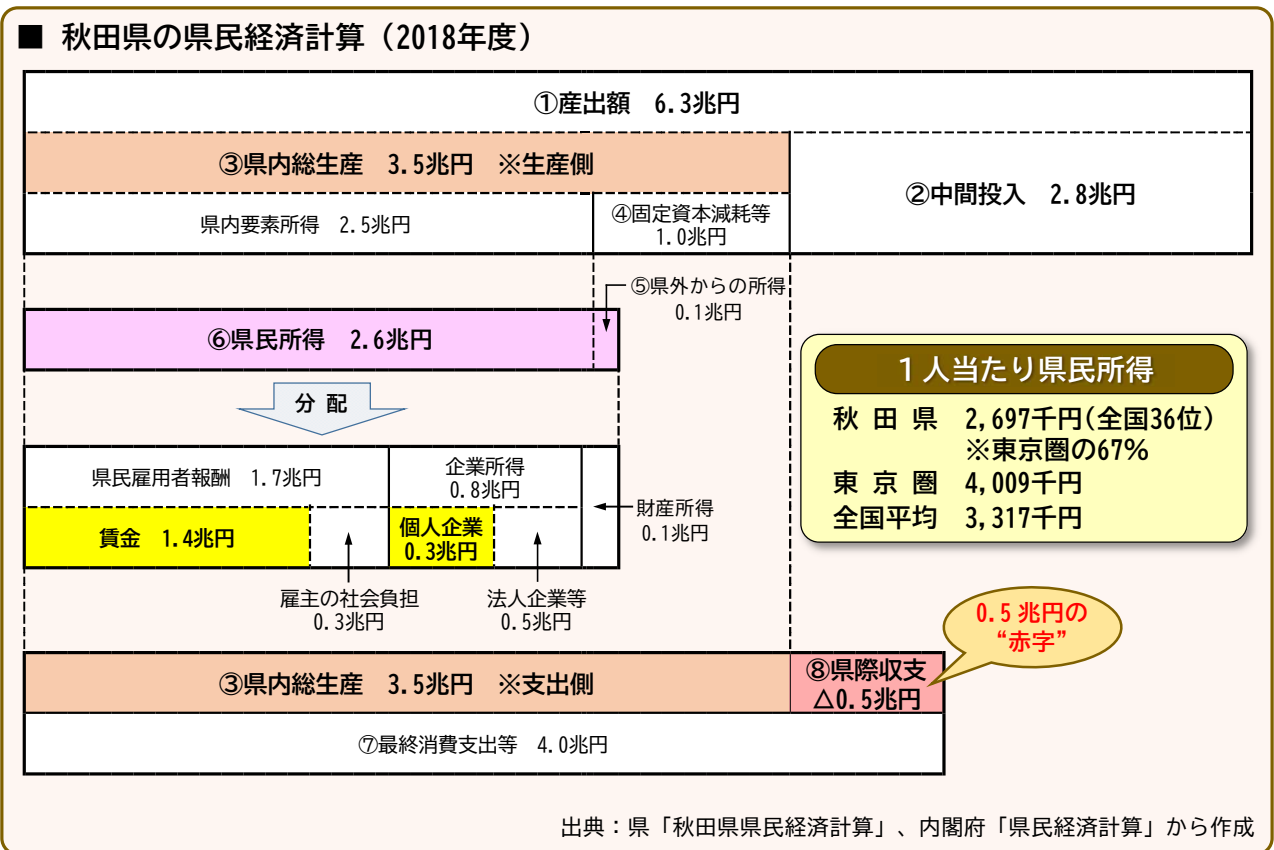 ■ 秋田県の県民経済計算（2018年度）
①産出額　6.3兆円
③県内総生産　3.5兆円　※生産側
②中間投入　2.8兆円
県内要素所得　2.5兆円
④固定資本減耗等
1.0兆円
⑤県外からの所得
0.1兆円
⑥県民所得　2.6兆円
分 配
１人当たり県民所得
秋 田 県　2,697千円(全国36位)
※東京圏の67%
東 京 圏　4,009千円
全国平均　3,317千円
県民雇用者報酬　1.7兆円
企業所得
0.8兆円
財産所得
0.1兆円
賃金　1.4兆円
個人企業
0.3兆円
雇主の社会負担
0.3兆円
法人企業等
0.5兆円
0.5 兆円の
“赤字”
③県内総生産　3.5兆円　※支出側
⑧県際収支
△0.5兆円
⑦最終消費支出等　4.0兆円
出典：県「秋田県県民経済計算」、内閣府「県民経済計算」から作成